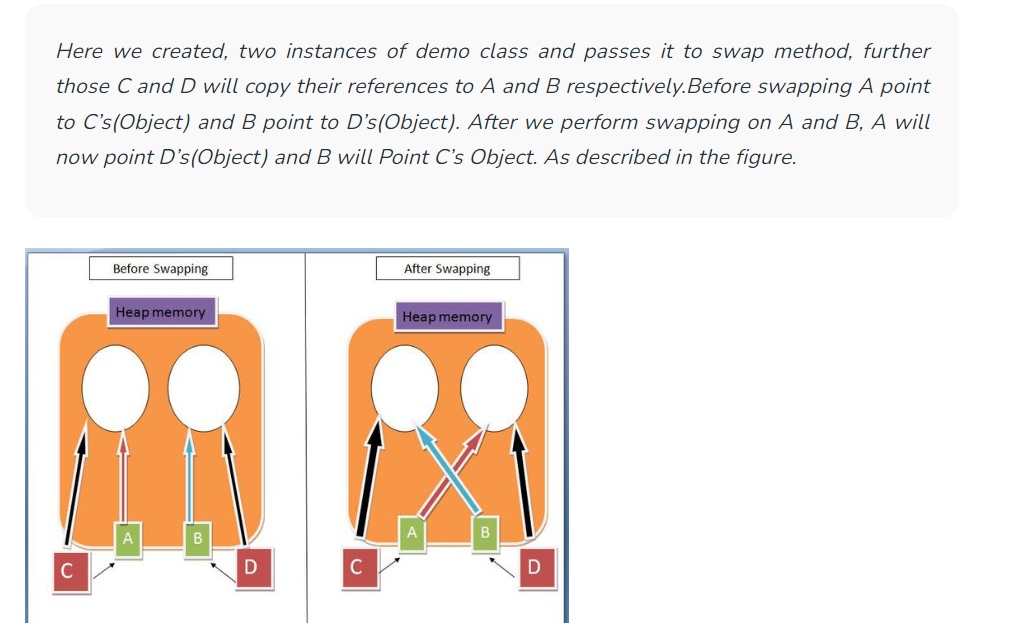 Here we created, two instances of demo class and passes it to swap method, further
those C and D will copy their references to A and B respectively.Before swapping A point
to C’s(Object) and B point to D’s(Object). After we perform swapping on A and B, A will
now point D’s(Object) and B will Point C’s Object. As described in the figure.
Before Swapping
Heap memory
A
B
C
D
After Swapping
Heap memory
A
B
C
D